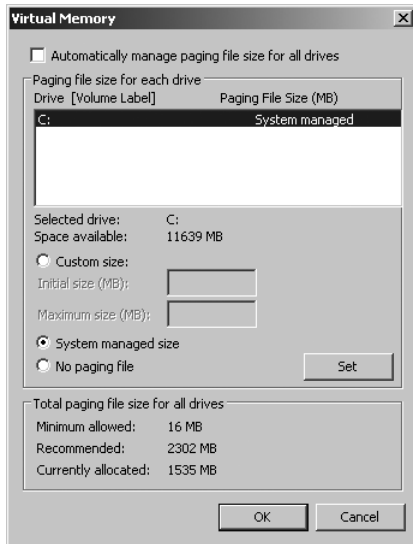 Virtual Memory
Automatically manage paging file size for all drives
Paging file size for each drive
Drive [Volume Label] Paging File Size (MB)
C: System managed
Selected drive: C:
Space available: 11639 MB
Custom size:
Initial size (MB):
Maximum size (MB):
System managed size
No paging file Set
Total paging file size for all drives
Minimum allowed: 16 MB
Recommended: 2302 MB
Currently allocated: 1535 MB
OK Cancel